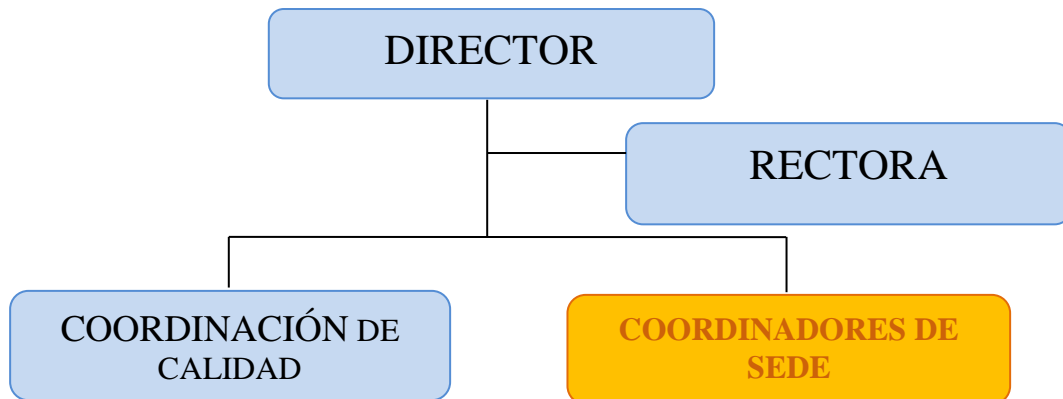 DIRECTOR
RECTORA
COORDINACIÓN DE
CALIDAD
COORDINADORES DE
SEDE